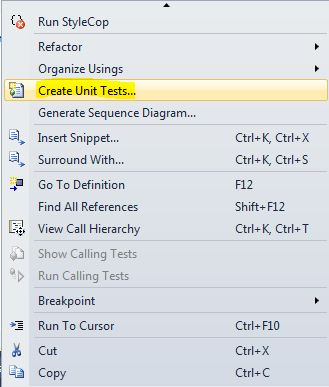 Run StyleCop
Refactor
Organize Usings
Create Unit Tests...
Generate Sequence Diagram...
Insert Snippet... Ctrl+K, Ctrl+X
Surround With... Ctrl+K, Ctrl+S
Go To Definition F12
Find All References Shift+F12
View Call Hierarchy Ctrl+K, Ctrl+T
Show Calling Tests
Run Calling Tests
Breakpoint
Run To Cursor Ctrl+F10
Cut Ctrl+X
Copy Ctrl+C